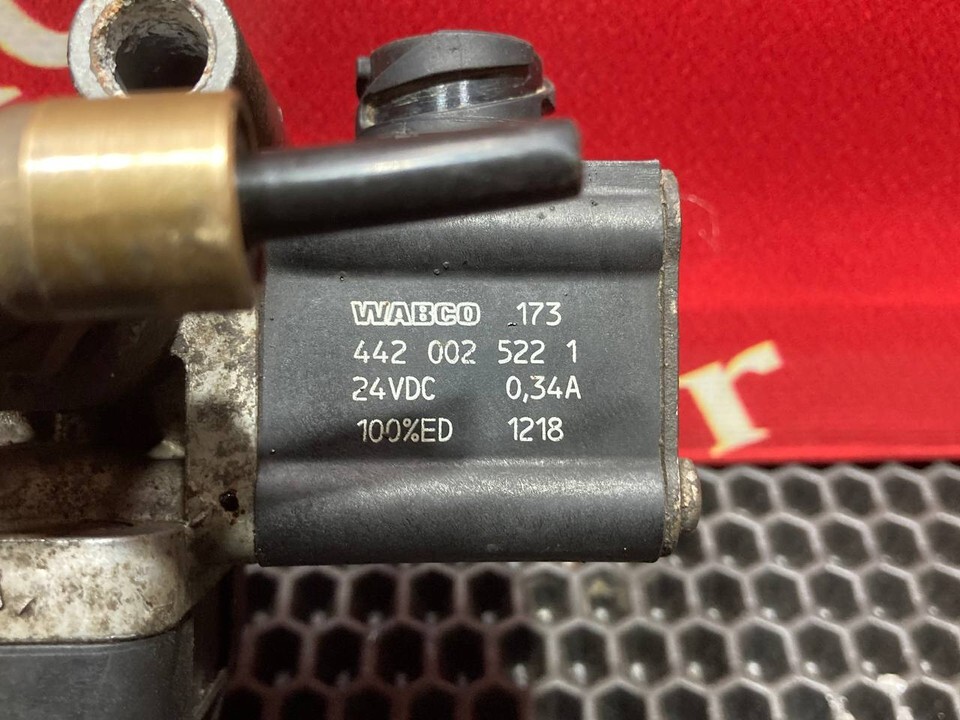 WABCO .173
442 002 522 1
24VDC 0,34A
100%ED 1218
r